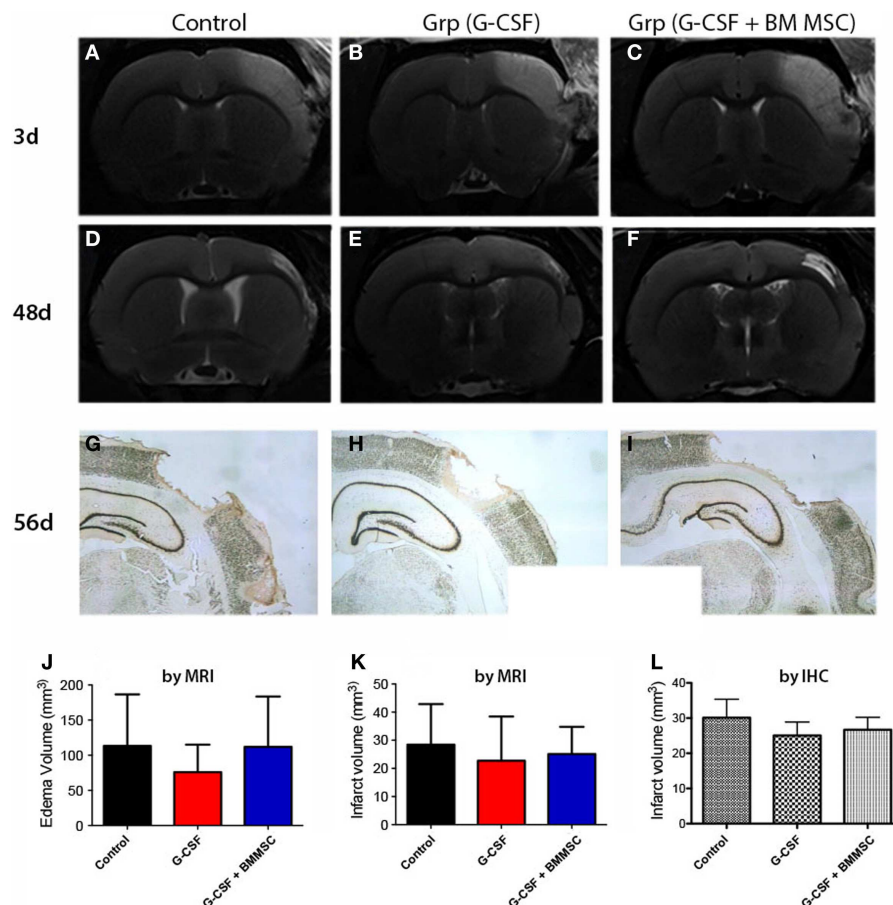 Control Grp (G-CSF) Grp (G-CSF + BM MSC)
A B C
3d
D E F
48d
G H I
56d
J by MRI
Edema Volume (mm³)
200
150
100
50
0
Control G-CSF G-CSF + BMMSC
K by MRI
Infarct volume (mm³)
50
40
30
20
10
0
Control G-CSF G-CSF + BMMSC
L by IHC
Infarct volume (mm³)
40
30
20
10
0
Control G-CSF G-CSF + BMMSC